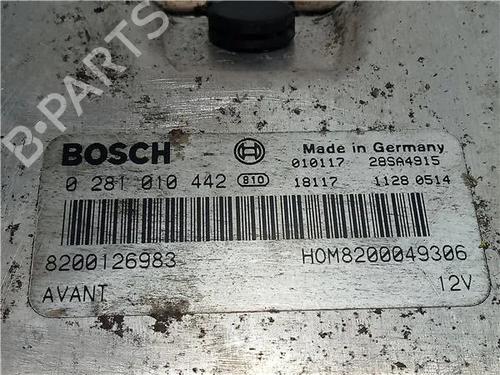 B-PARTS
BOSCH
Made in Germany
010117 28SA4915
0 281 010 442 810 18117 1128 0514
8200126983 HOM8200049306
AVANT 12V